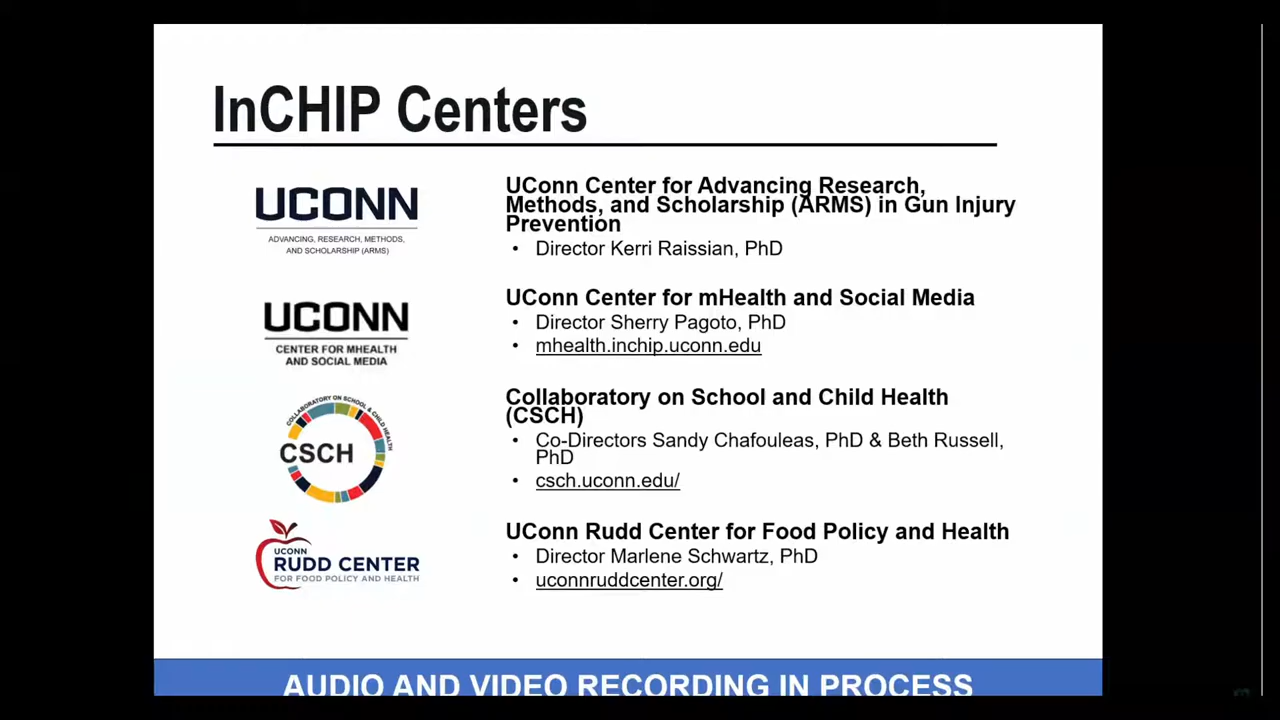 InCHIP Centers
UCONN
ADVANCING, RESEARCH, METHODS,
AND SCHOLARSHIP (ARMS)
UConn Center for Advancing Research,
Methods, and Scholarship (ARMS) in Gun Injury
Prevention
• Director Kerri Raissian, PhD
UCONN
CENTER FOR MHEALTH
AND SOCIAL MEDIA
UConn Center for mHealth and Social Media
• Director Sherry Pagoto, PhD
• mhealth.inchip.uconn.edu
COLLABORATORY ON SCHOOL & CHILD HEALTH
CSCH
Collaboratory on School and Child Health
(CSCH)
• Co-Directors Sandy Chafouleas, PhD & Beth Russell,
PhD
• csch.uconn.edu/
UCONN
RUDD CENTER
FOR FOOD POLICY AND HEALTH
UConn Rudd Center for Food Policy and Health
• Director Marlene Schwartz, PhD
• uconnruddcenter.org/
AUDIO AND VIDEO RECORDING IN PROCESS